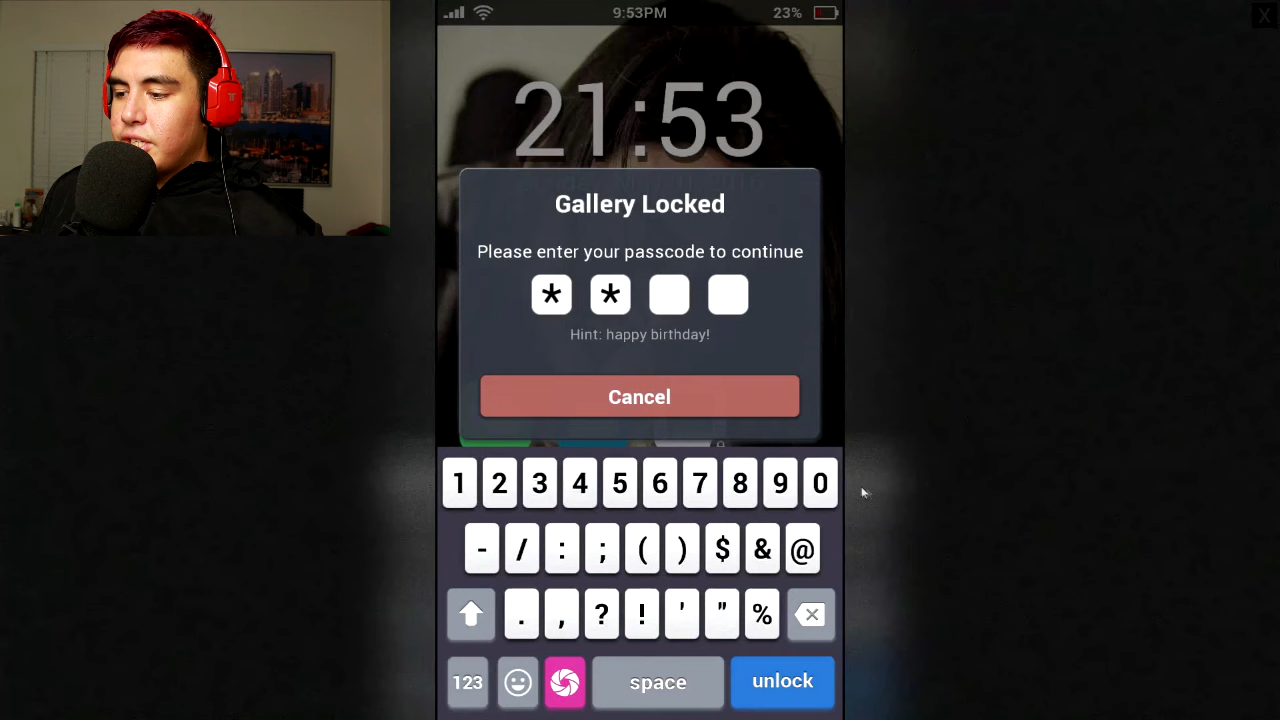 9:53PM
23%
X
21:53
Gallery Locked
Please enter your passcode to continue
* *
Hint: happy birthday!
Cancel
1 2 3 4 5 6 7 8 9 0
- / : ; ( ) $ & @
. , ? ! ' " %
123 space unlock